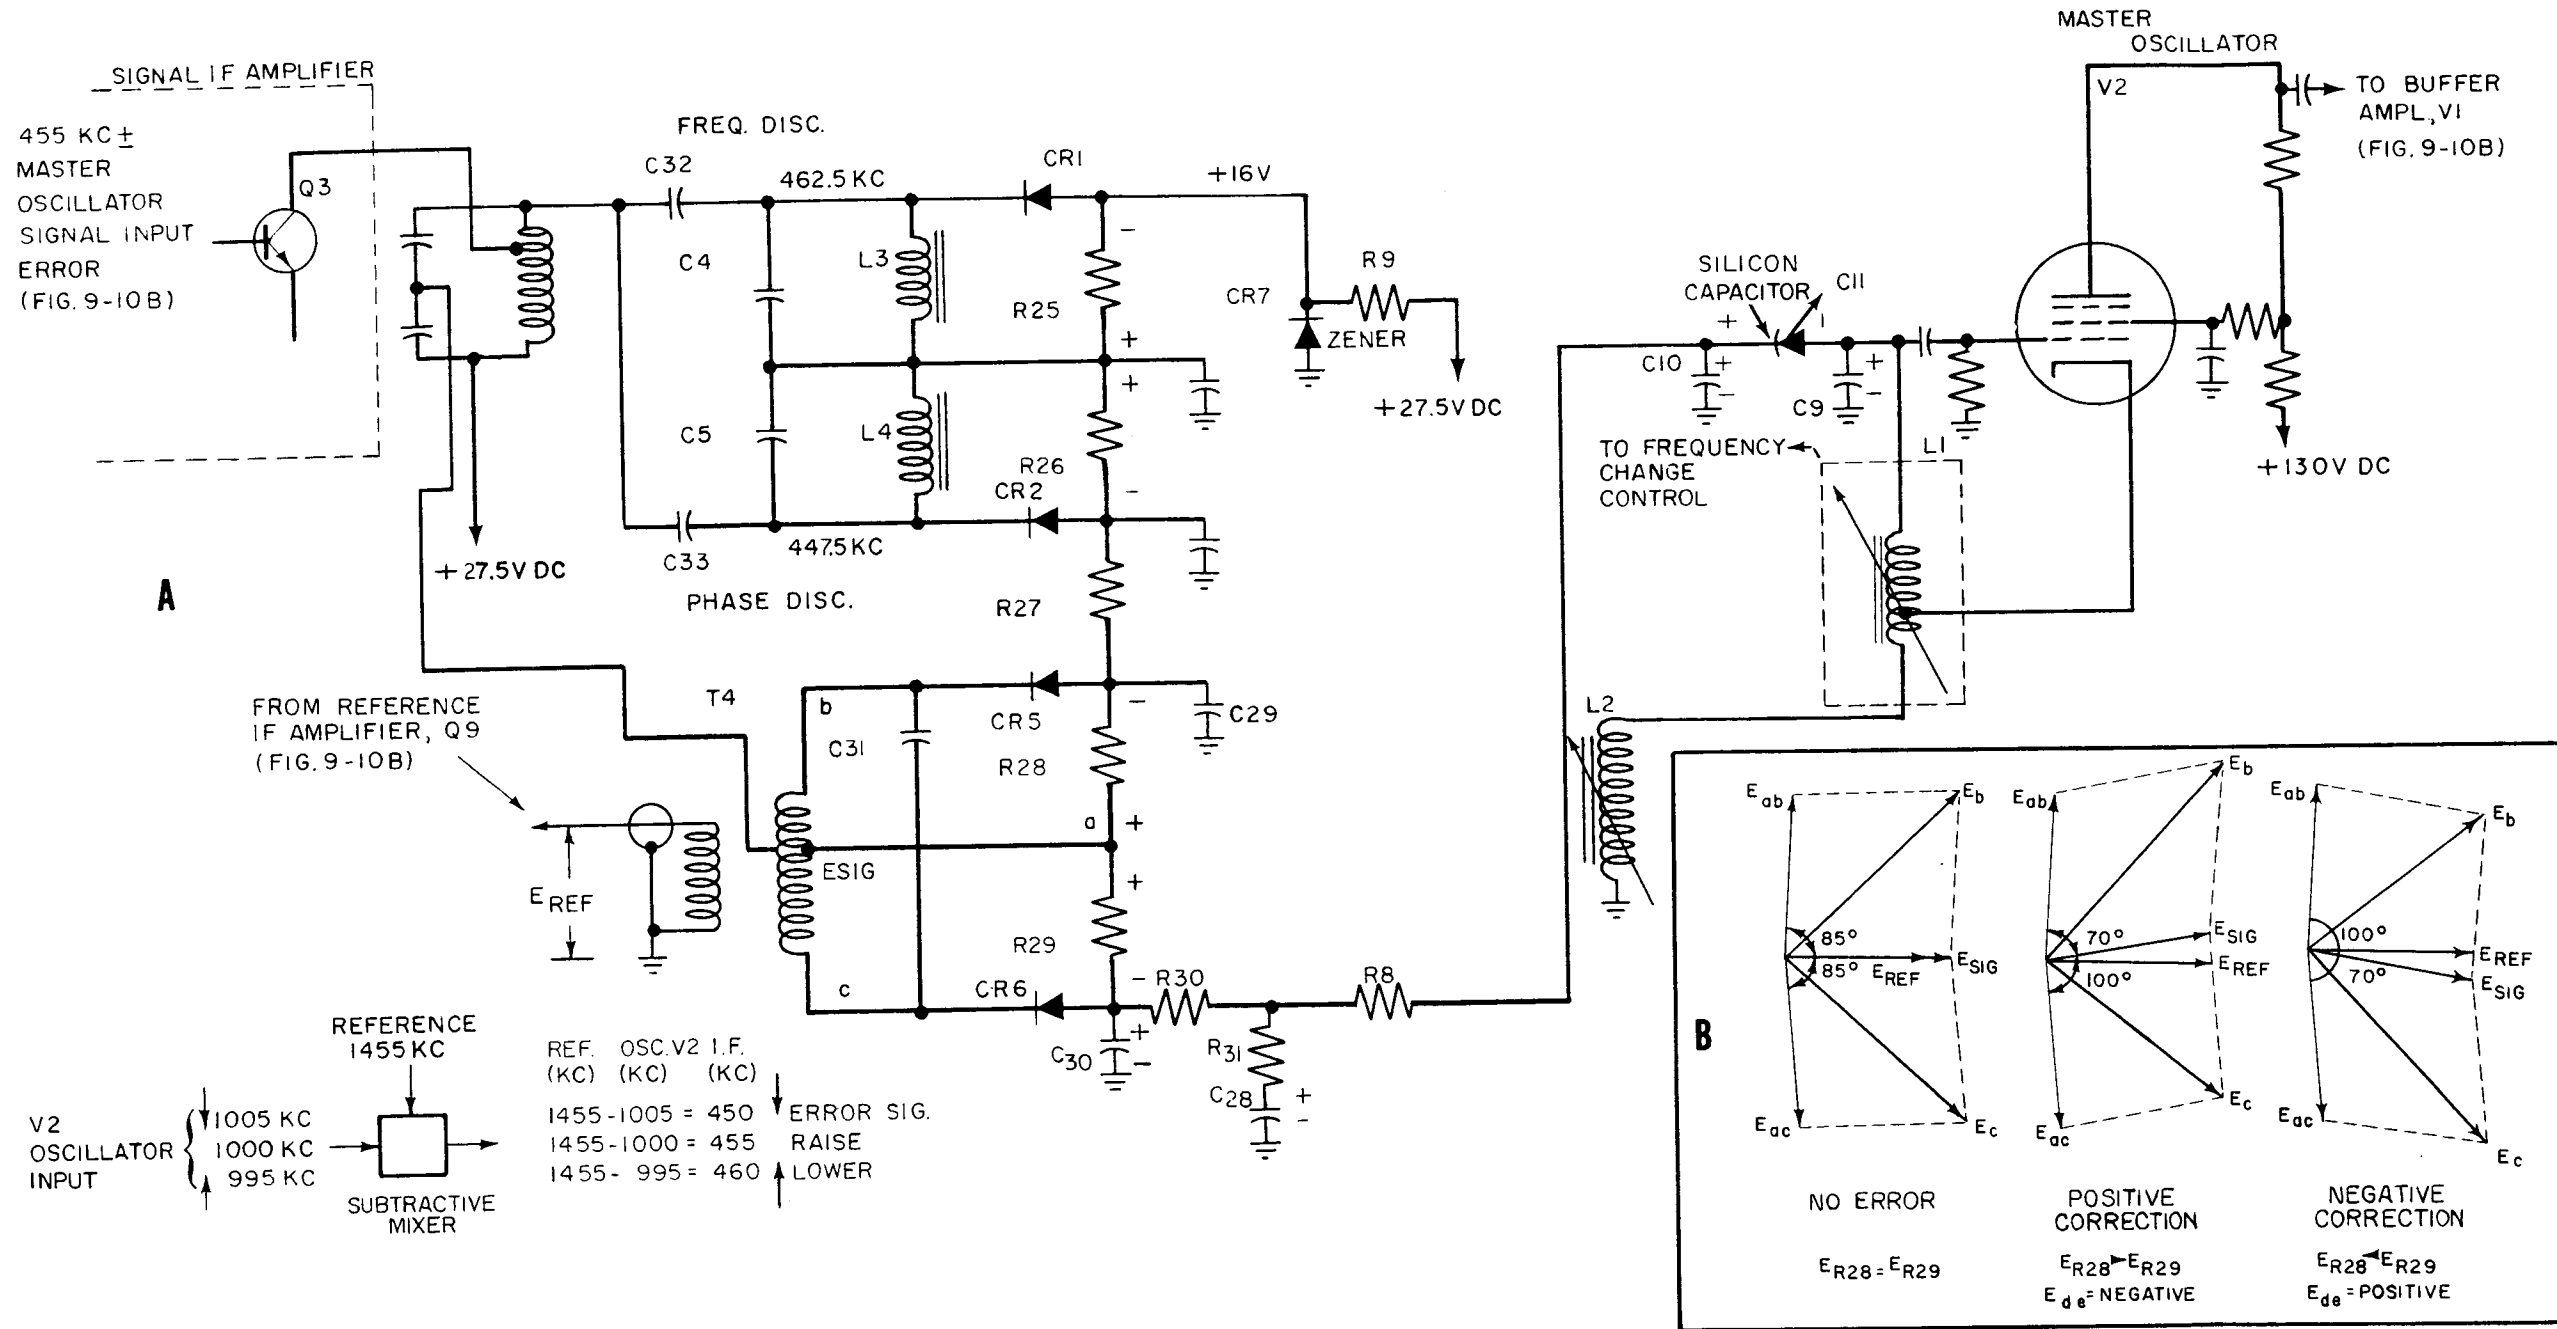 MASTER
OSCILLATOR
V2
TO BUFFER
AMPL., V1
(FIG. 9-10B)
SIGNAL IF AMPLIFIER
455 KC ±
MASTER
OSCILLATOR
SIGNAL INPUT
ERROR
(FIG. 9-10B)
Q3
FREQ. DISC.
C32
462.5 KC
CR1
+16V
C4
L3
R25
−
+
CR7
R9
ZENER
+27.5V DC
SILICON
CAPACITOR
C11
+
−
C10
+
−
C9
+
−
+130V DC
TO FREQUENCY
CHANGE
CONTROL
L1
C5
L4
R26
+
−
CR2
C33
447.5 KC
+27.5V DC
A
PHASE DISC.
R27
FROM REFERENCE
IF AMPLIFIER, Q9
(FIG. 9-10B)
T4
b
C31
CR5
−
C29
R28
a
+
ESIG
+
E REF
R29
c
CR6
−
R30
R8
L2
C30
+
−
R31
C28
+
−
REFERENCE
1455 KC
V2
OSCILLATOR
INPUT
1005 KC
1000 KC
995 KC
SUBTRACTIVE
MIXER
REF. OSC.V2 I.F.
(KC) (KC) (KC)
1455-1005 = 450 ERROR SIG.
1455-1000 = 455 RAISE
1455- 995 = 460 LOWER
B
Eab
Eb
85°
85°
EREF
ESIG
Eac
Ec
NO ERROR
ER28 = ER29
Eab
Eb
70°
100°
ESIG
EREF
Eac
Ec
POSITIVE
CORRECTION
ER28 > ER29
Ede = NEGATIVE
Eab
Eb
100°
70°
EREF
ESIG
Eac
Ec
NEGATIVE
CORRECTION
ER28 < ER29
Ede = POSITIVE